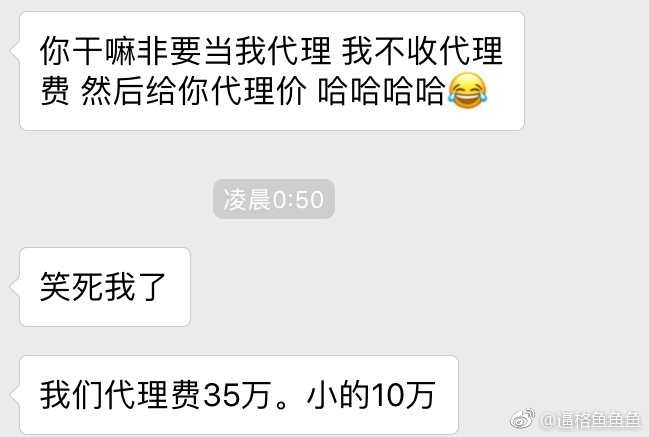 你干嘛非要当我代理 我不收代理
费 然后给你代理价 哈哈哈哈😂
凌晨0:50
笑死我了
我们代理费35万。小的10万
@逼格鱼鱼鱼